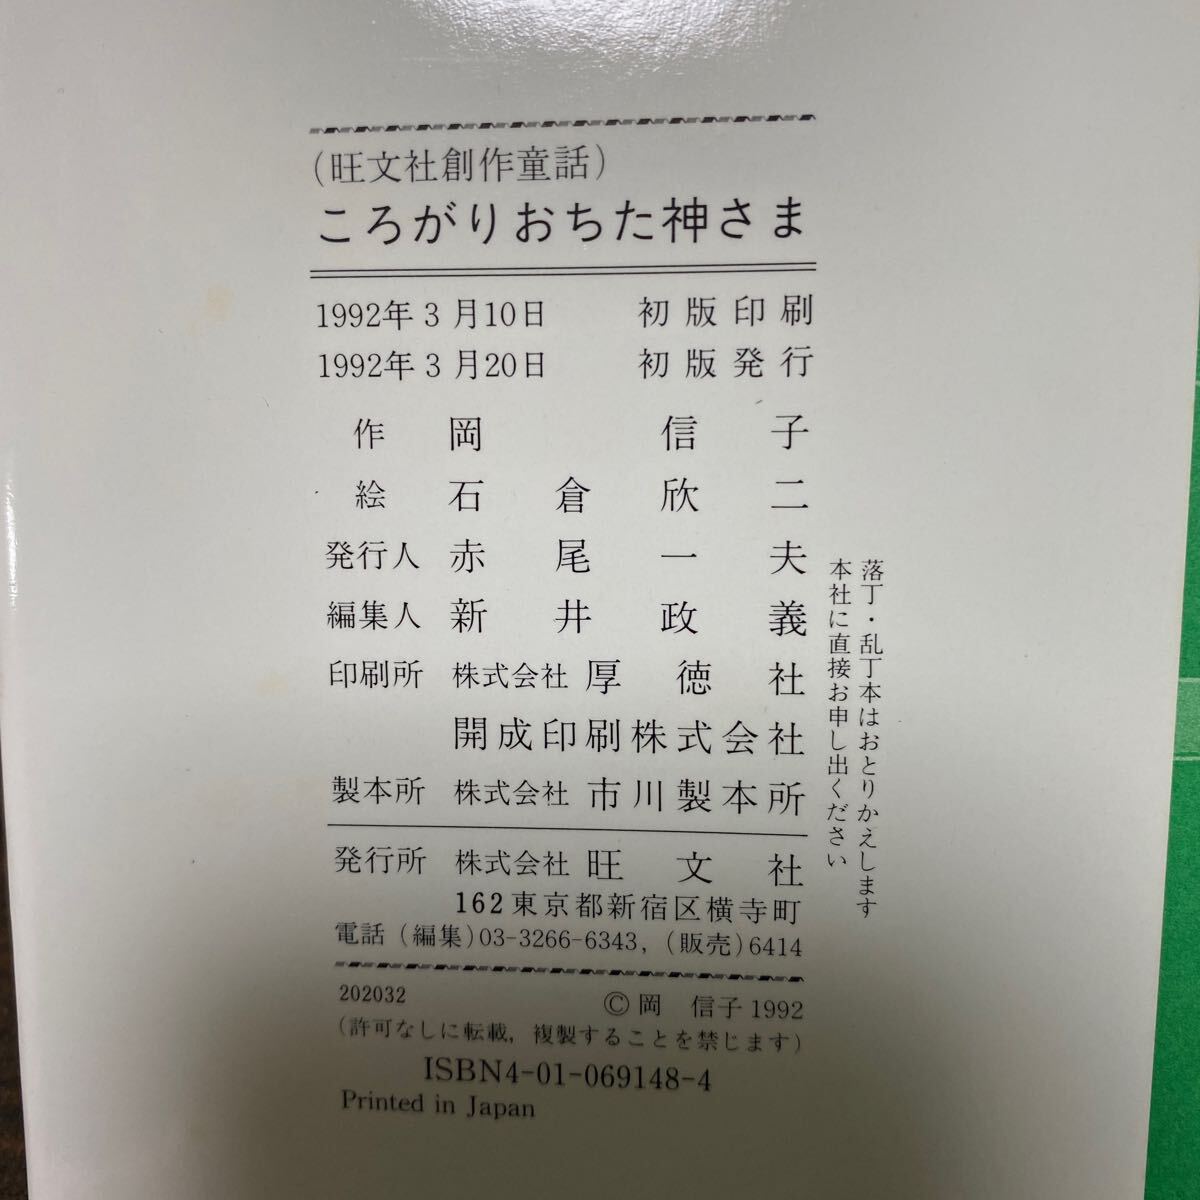 （旺文社創作童話）
ころがりおちた神さま
1992年3月10日 初版印刷
1992年3月20日 初版発行
作 岡信子
絵 石倉欣二
発行人 赤尾一夫
編集人 新井政義
印刷所 株式会社 厚徳社
開成印刷株式会社
製本所 株式会社 市川製本所
発行所 株式会社 旺文社
162東京都新宿区横寺町
電話（編集）03-3266-6343,（販売）6414
202032 ©岡 信子 1992
（許可なしに転載，複製することを禁じます）
ISBN4-01-069148-4
Printed in Japan
落丁・乱丁本はおとりかえします
本社に直接お申し出ください